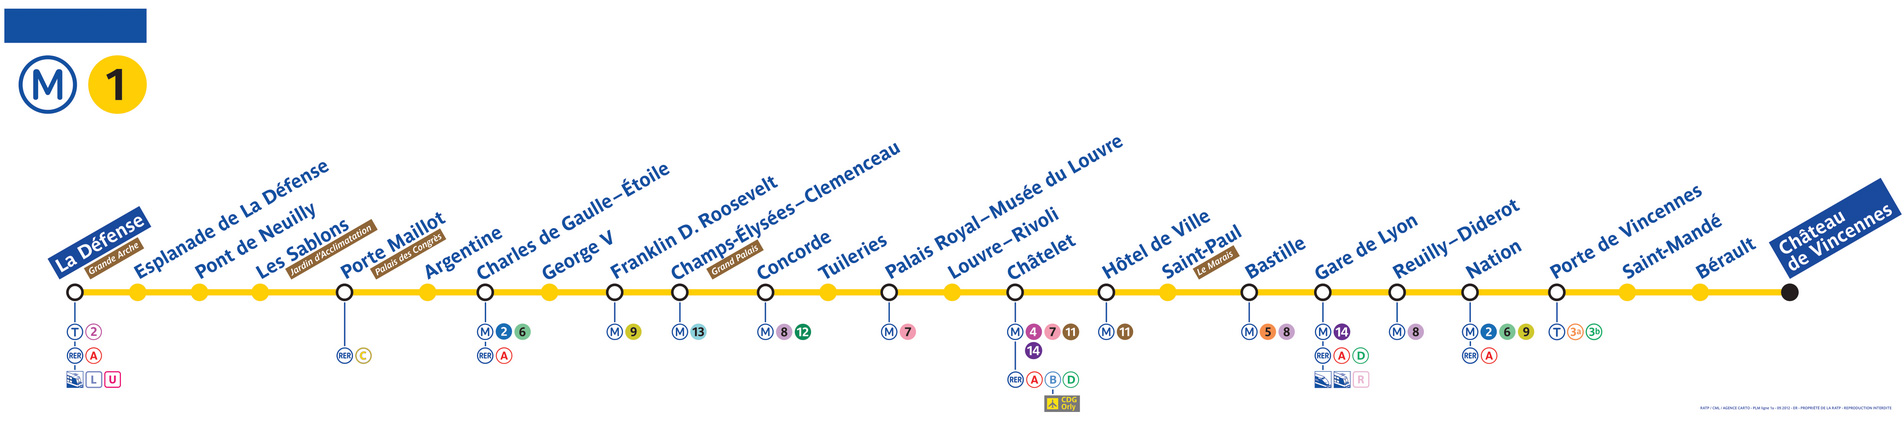 M 1
La Défense
Grande Arche
Esplanade de La Défense
Pont de Neuilly
Les Sablons
Jardin d'Acclimatation
Porte Maillot
Palais des Congrès
Argentine
Charles de Gaulle–Étoile
George V
Franklin D. Roosevelt
Champs-Élysées–Clemenceau
Grand Palais
Concorde
Tuileries
Palais Royal–Musée du Louvre
Louvre–Rivoli
Châtelet
Hôtel de Ville
Saint-Paul
Le Marais
Bastille
Gare de Lyon
Reuilly–Diderot
Nation
Porte de Vincennes
Saint-Mandé
Bérault
Château
de Vincennes
T 2
RER A
L U
RER C
M 2 6
RER A
M 9
M 13
M 8 12
M 7
M 4 7 11
14
RER A B D
CDG
Orly
M 11
M 5 8
M 14
RER A D
R
M 8
M 2 6 9
RER A
T 3a 3b
RATP / CML / AGENCE CARTO - PLM ligne 1a - 09 2012 - DR - PROPRIÉTÉ DE LA RATP - REPRODUCTION INTERDITE